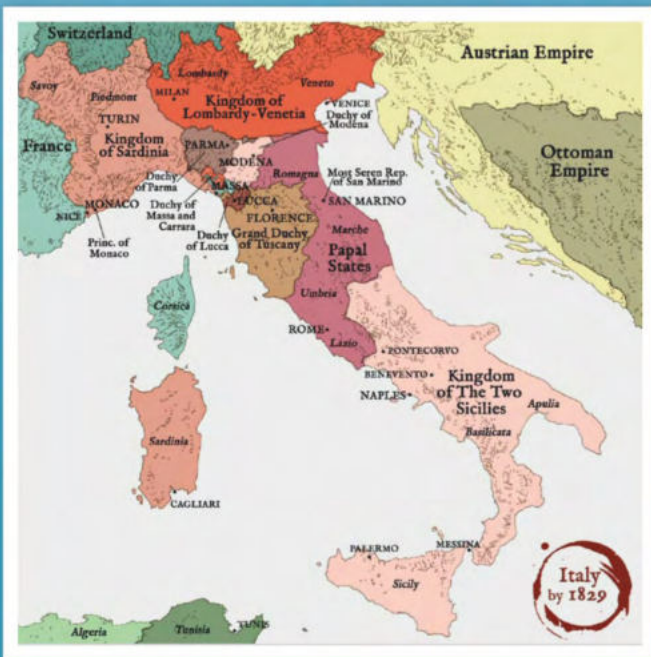 Switzerland
Austrian Empire
Savoy
Lombardy
Veneto
Piedmont
MILAN
Kingdom of
Lombardy-Venetia
VENICE
Duchy of
Modena
TURIN
Kingdom
of Sardinia
France
PARMA
MODENA
Ottoman
Empire
Duchy
of Parma
Romagna
Most Seren Rep.
of San Marino
MASSA
MONACO
Duchy of
Massa and
Carrara
LUCCA
SAN MARINO
NICE
FLORENCE
Princ. of
Monaco
Duchy
of Lucca
Grand Duchy
of Tuscany
Marche
Papal
States
Corsica
Umbria
ROME
Lazio
PONTECORVO
BENEVENTO
Kingdom
of The Two
Sicilies
NAPLES
Apulia
Basilicata
Sardinia
CAGLIARI
PALERMO
MESSINA
Sicily
Italy
by 1829
Algeria
Tunisia
TUNIS